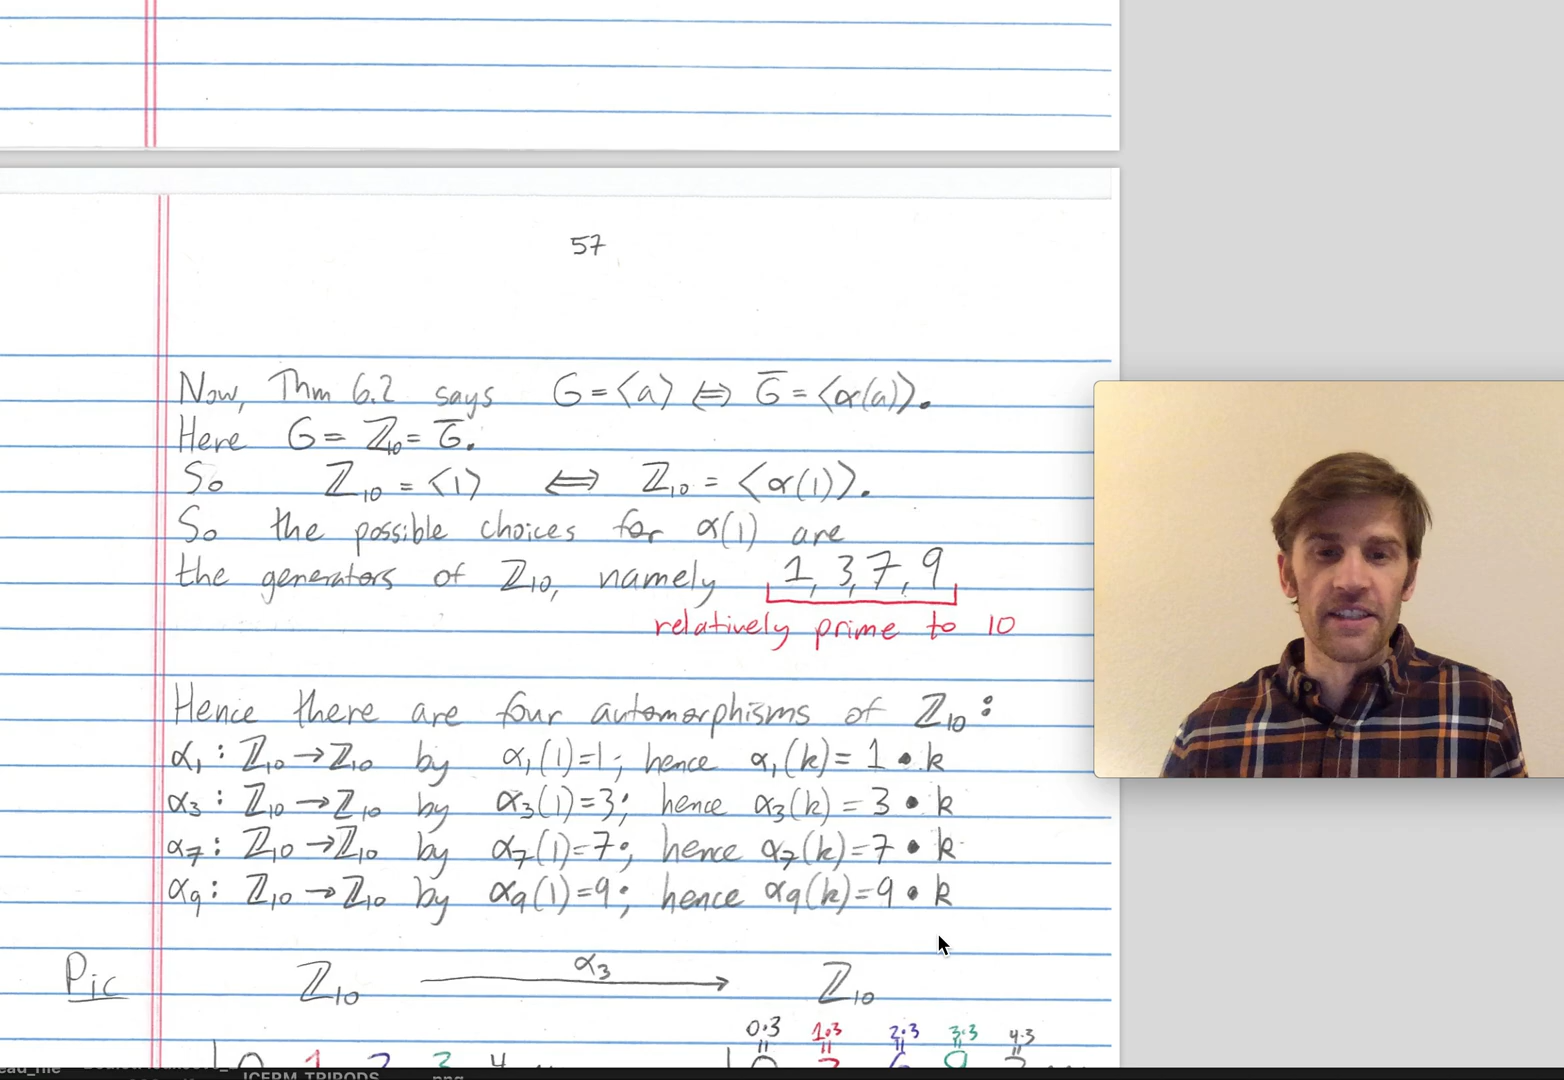 57
Now, Thm 6.2 says G = ⟨a⟩ ⟺ G̅ = ⟨α(a)⟩.
Here G = ℤ₁₀ = G̅.
So ℤ₁₀ = ⟨1⟩ ⟺ ℤ₁₀ = ⟨α(1)⟩.
So the possible choices for α(1) are
the generators of ℤ₁₀, namely 1, 3, 7, 9
relatively prime to 10
Hence there are four automorphisms of ℤ₁₀:
α₁ : ℤ₁₀ → ℤ₁₀ by α₁(1)=1; hence α₁(k) = 1 • k
α₃ : ℤ₁₀ → ℤ₁₀ by α₃(1)=3; hence α₃(k) = 3 • k
α₇ : ℤ₁₀ → ℤ₁₀ by α₇(1)=7; hence α₇(k) = 7 • k
α₉ : ℤ₁₀ → ℤ₁₀ by α₉(1)=9; hence α₉(k) = 9 • k
Pic ℤ₁₀ α₃ ℤ₁₀
0·3 1·3 2·3 3·3 4·3
ICERM_TRIPODS